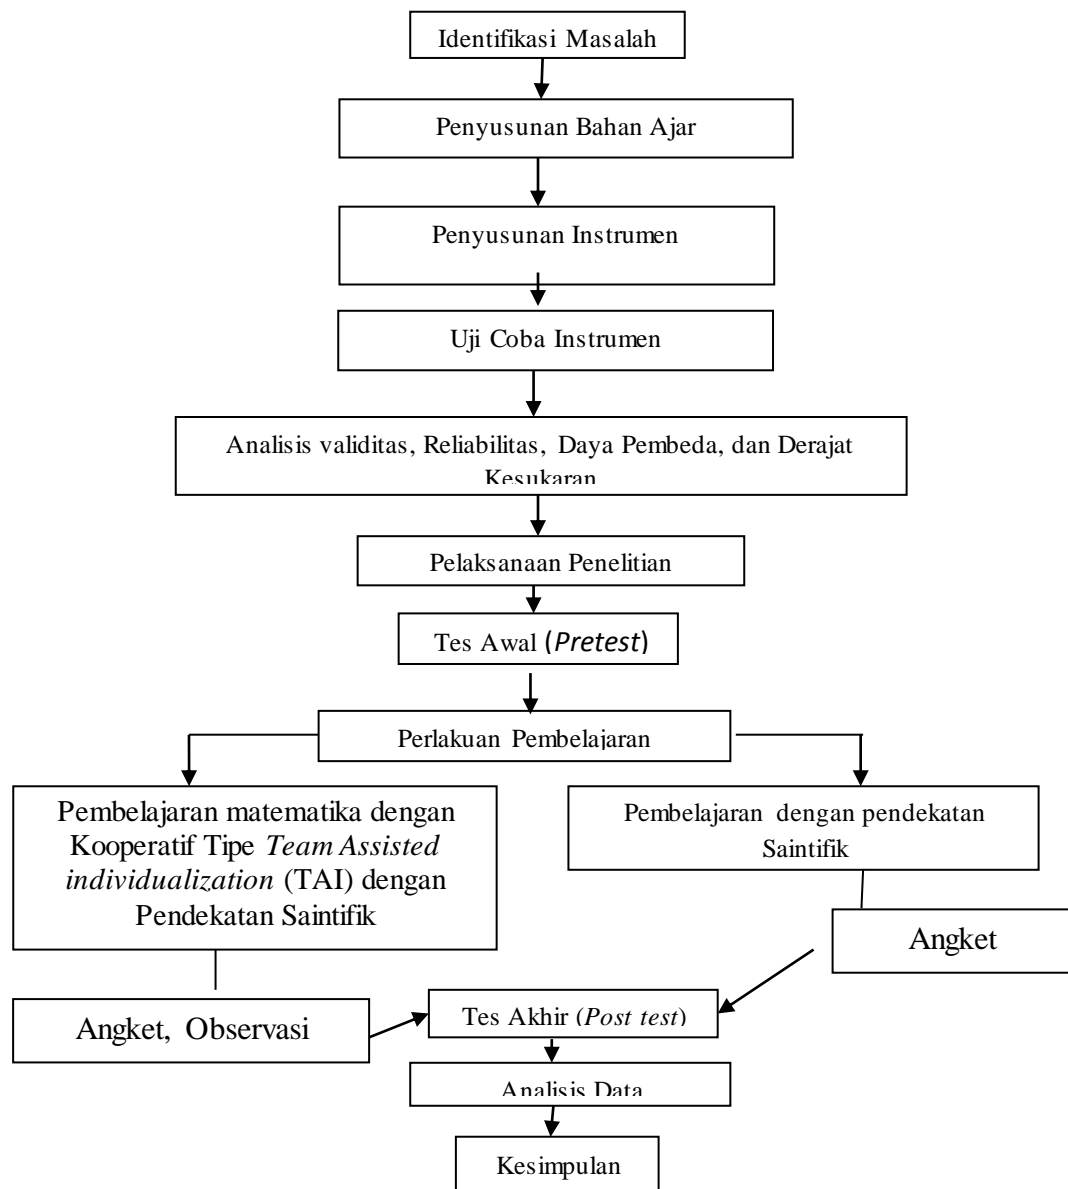 Identifikasi Masalah
Penyusunan Bahan Ajar
Penyusunan Instrumen
Uji Coba Instrumen
Analisis validitas, Reliabilitas, Daya Pembeda, dan Derajat
Kesukaran
Pelaksanaan Penelitian
Tes Awal (Pretest)
Perlakuan Pembelajaran
Pembelajaran matematika dengan
Kooperatif Tipe Team Assisted
individualization (TAI) dengan
Pendekatan Saintifik
Pembelajaran dengan pendekatan
Saintifik
Angket
Angket, Observasi
Tes Akhir (Post test)
Analisis Data
Kesimpulan